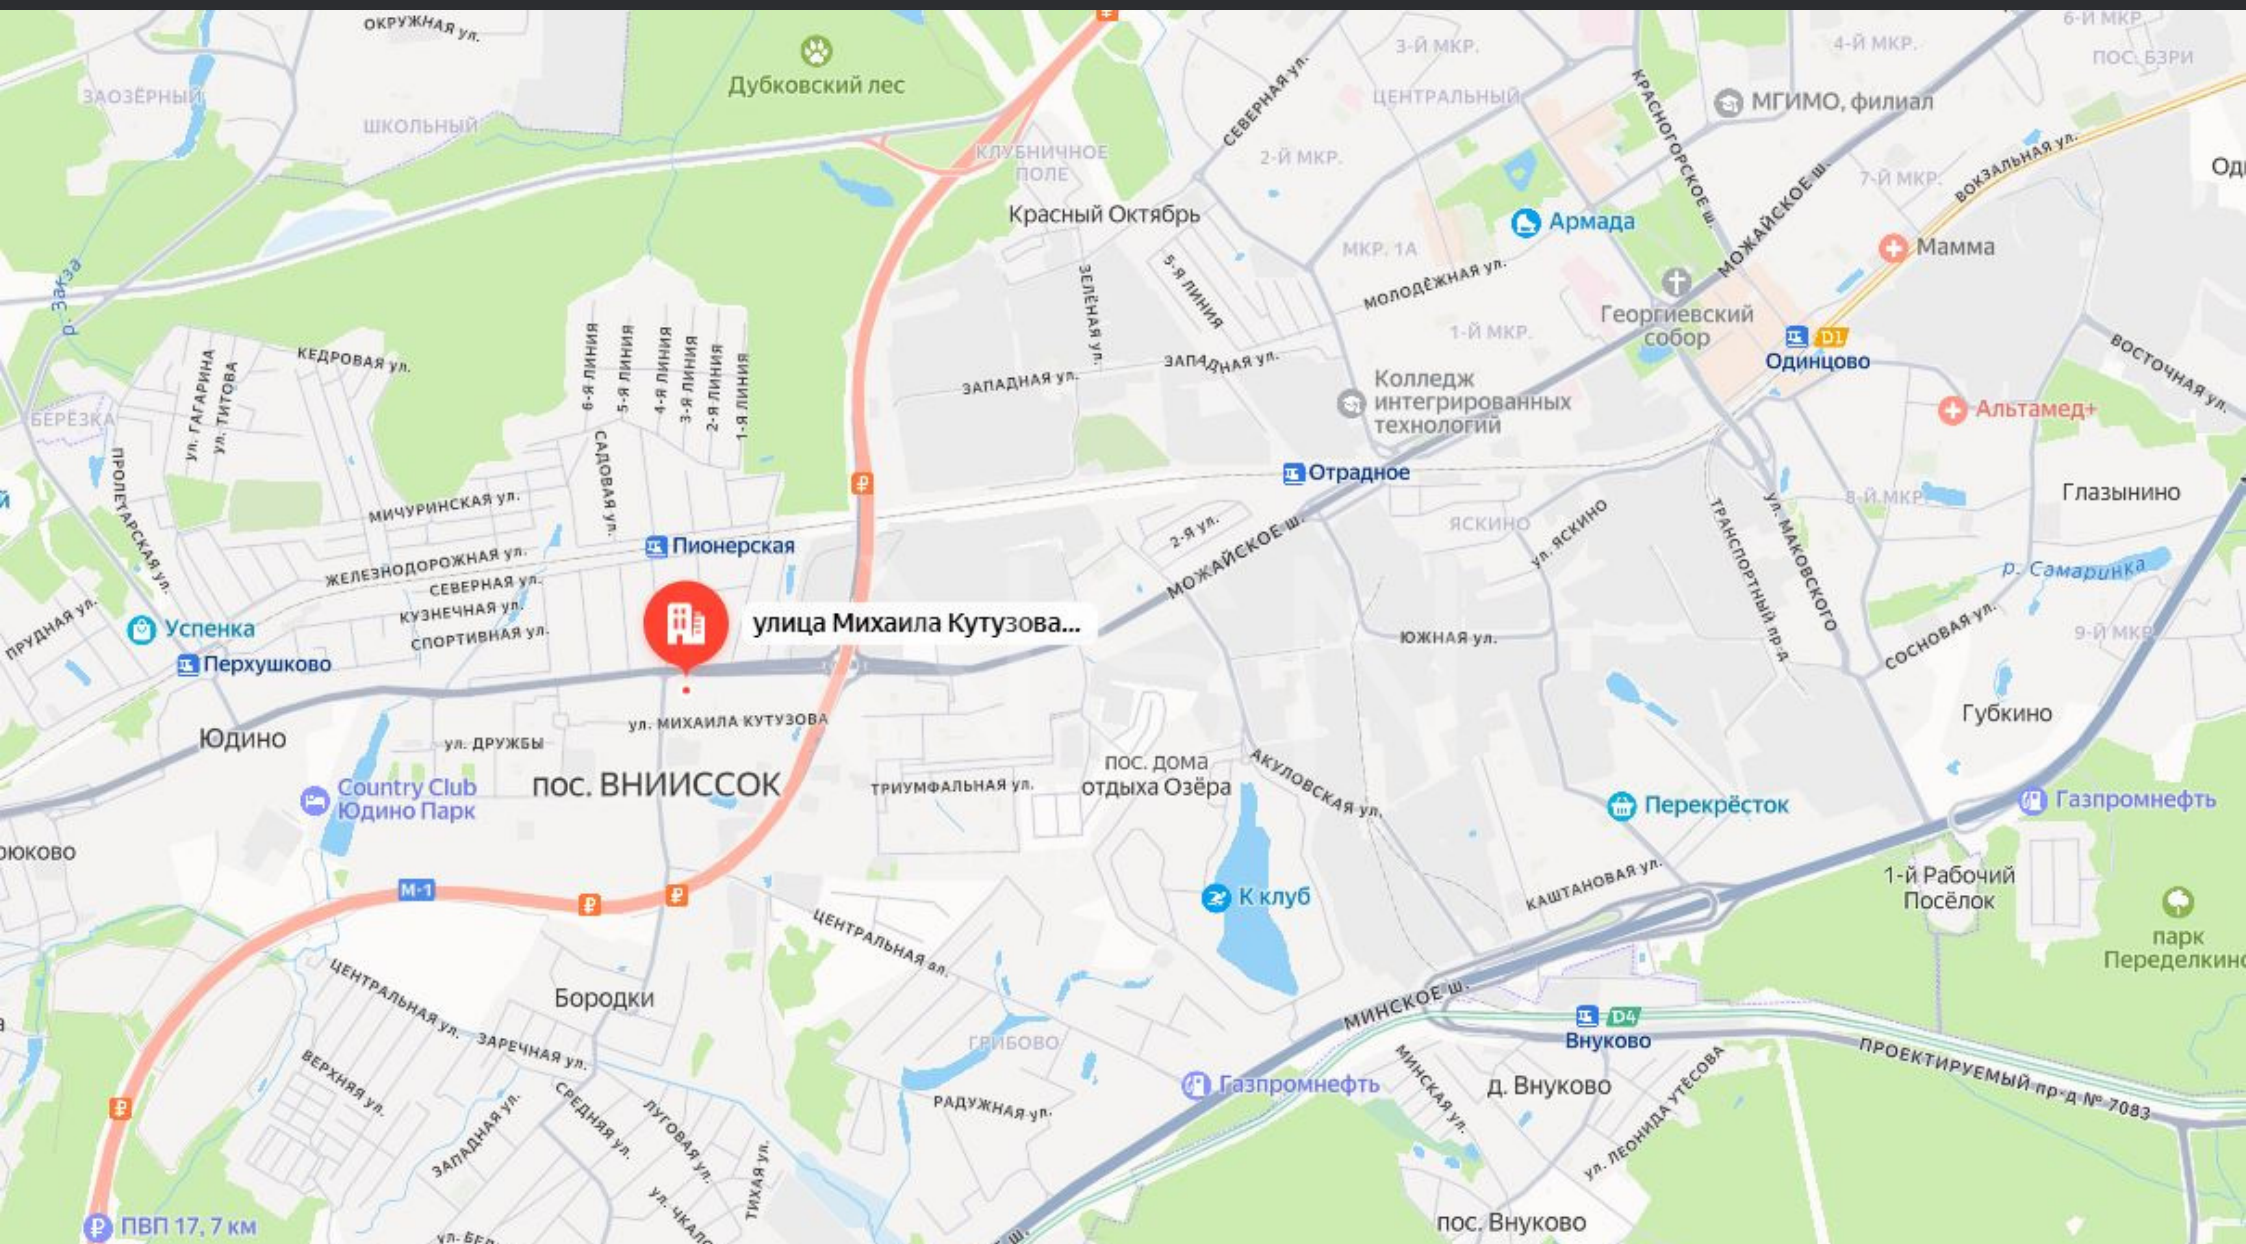 ОКРУЖНАЯ ул.
6-Й МКР.
3-Й МКР.
4-Й МКР.
ПОС. БЗРИ
Дубковский лес
ЗАОЗЁРНЫЙ
ШКОЛЬНЫЙ
СЕВЕРНАЯ ул.
ЦЕНТРАЛЬНЫЙ
КРАСНОГОРСКОЕ ш.
МГИМО, филиал
КЛУБНИЧНОЕ
ПОЛЕ
2-Й МКР.
МОЖАЙСКОЕ ш.
7-Й МКР.
ВОКЗАЛЬНАЯ ул.
Красный Октябрь
Армада
МКР. 1А
Мамма
р. Закза
ЗЕЛЁНАЯ ул.
5-Я ЛИНИЯ
МОЛОДЁЖНАЯ ул.
Георгиевский
собор
1-Й МКР.
D1
Одинцово
ВОСТОЧНАЯ ул.
КЕДРОВАЯ ул.
ул. ГАГАРИНА
ул. ТИТОВА
6-Я ЛИНИЯ
5-Я ЛИНИЯ
4-Я ЛИНИЯ
3-Я ЛИНИЯ
2-Я ЛИНИЯ
1-Я ЛИНИЯ
ЗАПАДНАЯ ул.
ЗАПАДНАЯ ул.
Колледж
интегрированных
технологий
Альтамед+
БЕРЁЗКА
ПРОЛЕТАРСКАЯ ул.
САДОВАЯ ул.
Отрадное
Глазынино
8-Й МКР.
МИЧУРИНСКАЯ ул.
2-Я ул.
МОЖАЙСКОЕ ш.
ЯСКИНО
ул. ЯСКИНО
ТРАНСПОРТНЫЙ пр-д
ул. МАКОВСКОГО
Пионерская
ЖЕЛЕЗНОДОРОЖНАЯ ул.
СЕВЕРНАЯ ул.
КУЗНЕЧНАЯ ул.
СПОРТИВНАЯ ул.
р. Самаринка
ПРУДНАЯ ул.
Успенка
Перхушково
улица Михаила Кутузова...
ЮЖНАЯ ул.
СОСНОВАЯ ул.
9-Й МКР.
Губкино
Юдино
ул. МИХАИЛА КУТУЗОВА
ул. ДРУЖБЫ
пос. ВНИИССОК
Country Club
Юдино Парк
ТРИУМФАЛЬНАЯ ул.
пос. дома
отдыха Озёра
АКУЛОВСКАЯ ул.
Перекрёсток
Газпромнефть
М-1
К клуб
КАШТАНОВАЯ ул.
1-й Рабочий
Посёлок
парк
ЦЕНТРАЛЬНАЯ ал.
ЦЕНТРАЛЬНАЯ ул.
Бородки
МИНСКОЕ ш.
D4
Внуково
ЗАРЕЧНАЯ ул.
ГРИБОВО
ПРОЕКТИРУЕМЫЙ пр-д № 7083
ВЕРХНЯЯ ул.
ЗАПАДНАЯ ул.
СРЕДНЯЯ ул.
ЛУГОВАЯ ул.
ТИХАЯ ул.
РАДУЖНАЯ ул.
Газпромнефть
МИНСКАЯ ул.
д. Внуково
ул. ЛЕОНИДА УТЁСОВА
ПВП 17, 7 км
пос. Внуково